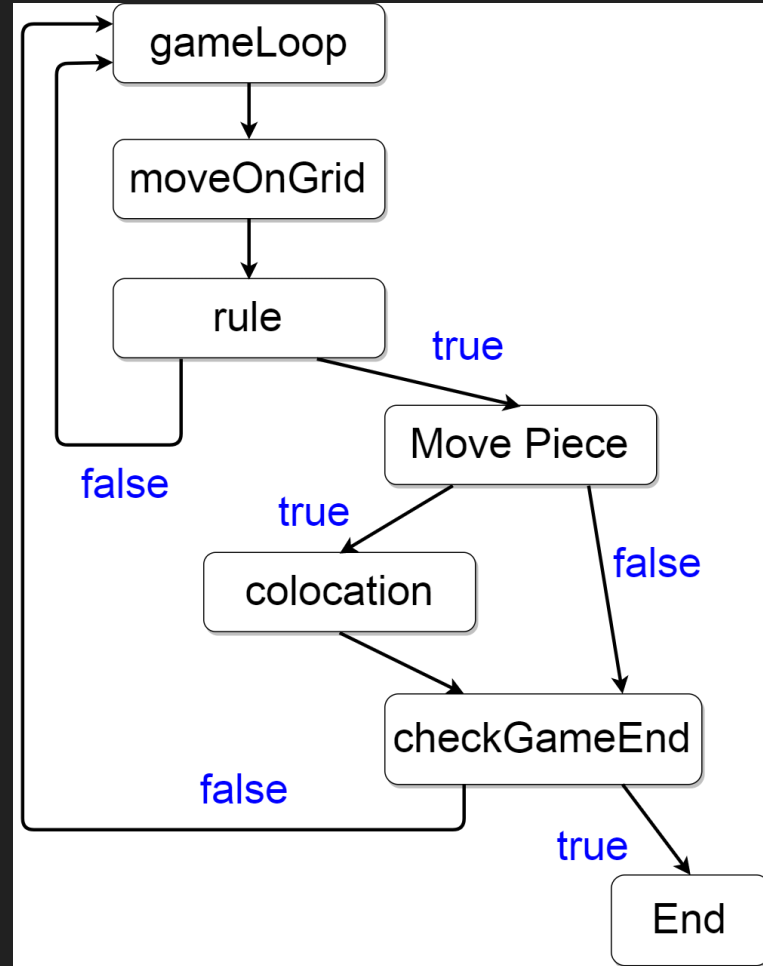 gameLoop
moveOnGrid
rule
true
Move Piece
false
true
colocation
false
checkGameEnd
false
true
End